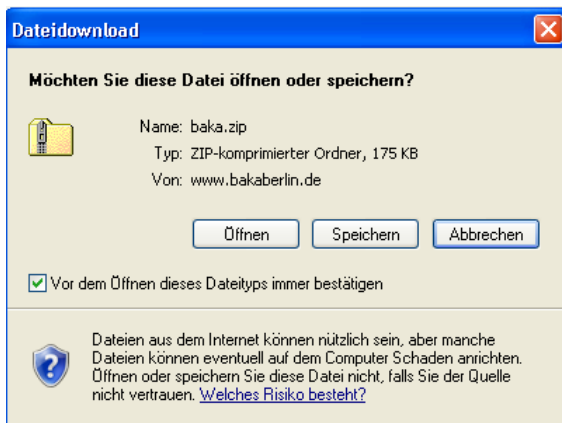 Dateidownload
Möchten Sie diese Datei öffnen oder speichern?
Name: baka.zip
Typ: ZIP-komprimierter Ordner, 175 KB
Von: www.bakaberlin.de
Öffnen Speichern Abbrechen
Vor dem Öffnen dieses Dateityps immer bestätigen
Dateien aus dem Internet können nützlich sein, aber manche
Dateien können eventuell auf dem Computer Schaden anrichten.
Öffnen oder speichern Sie diese Datei nicht, falls Sie der Quelle
nicht vertrauen. Welches Risiko besteht?